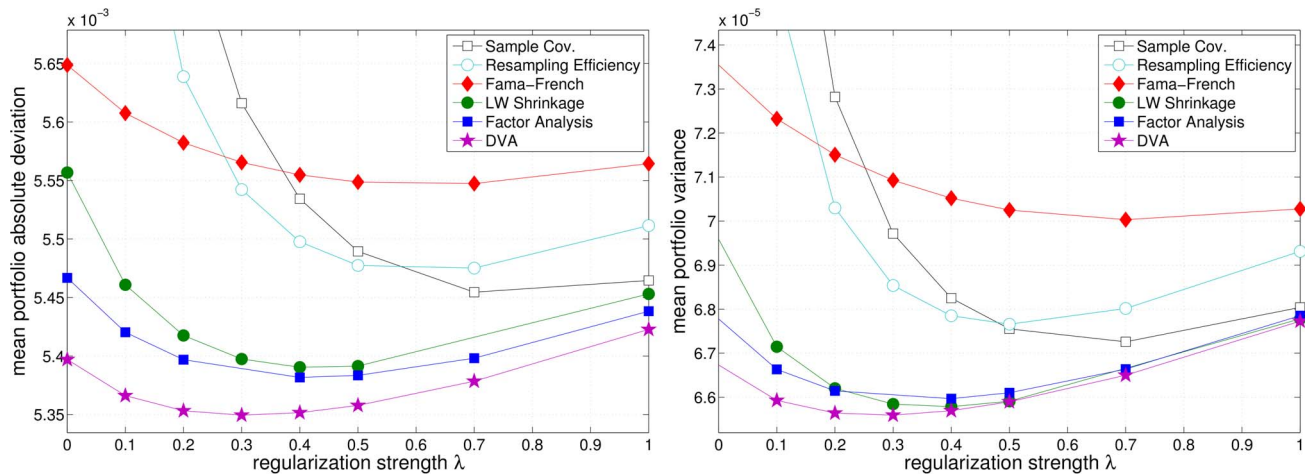 x 10⁻³
mean portfolio absolute deviation
5.65
5.6
5.55
5.5
5.45
5.4
5.35
0 0.1 0.2 0.3 0.4 0.5 0.6 0.7 0.8 0.9 1
regularization strength λ
Sample Cov.
Resampling Efficiency
Fama−French
LW Shrinkage
Factor Analysis
DVA
x 10⁻⁵
mean portfolio variance
7.4
7.3
7.2
7.1
7
6.9
6.8
6.7
6.6
0 0.1 0.2 0.3 0.4 0.5 0.6 0.7 0.8 0.9 1
regularization strength λ
Sample Cov.
Resampling Efficiency
Fama−French
LW Shrinkage
Factor Analysis
DVA